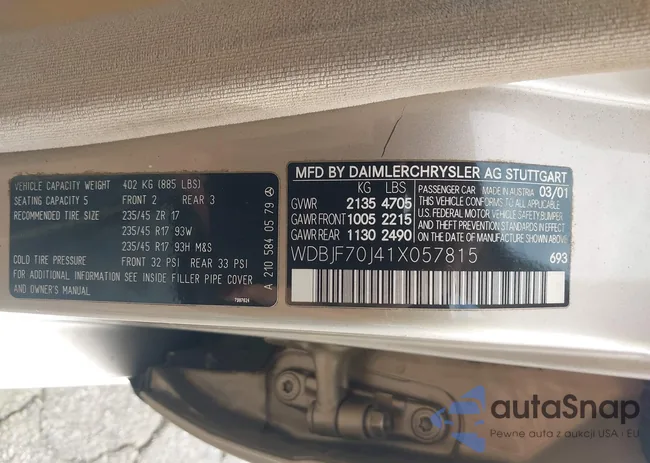 VEHICLE CAPACITY WEIGHT 402 KG (885 LBS)
SEATING CAPACITY 5 FRONT 2 REAR 3
RECOMMENDED TIRE SIZE 235/45 ZR 17
235/45 R17 93W
235/45 R17 93H M&S
COLD TIRE PRESSURE FRONT 32 PSI REAR 33 PSI
FOR ADDITIONAL INFO SEE INSIDE FILLER PIPE COVER
AND OWNER'S MANUAL
A 210 584 05 79
MFD BY DAIMLERCHRYSLER AG STUTTGART
KG LBS
GVWR 2135 4705
GAWR FRONT 1005 2215
GAWR REAR 1130 2490
PASSENGER CAR MADE IN AUSTRIA 03/01
THIS VEHICLE CONFORMS TO ALL APPLICABLE
U.S. FEDERAL MOTOR VEHICLE SAFETY, BUMPER,
AND THEFT PREVENTION STANDARDS
IN EFFECT ON THE DATE OF
MANUFACTURE SHOWN ABOVE
WDBJF70J41X057815 693
autaSnap
Pewne auta z aukcji USA i EU